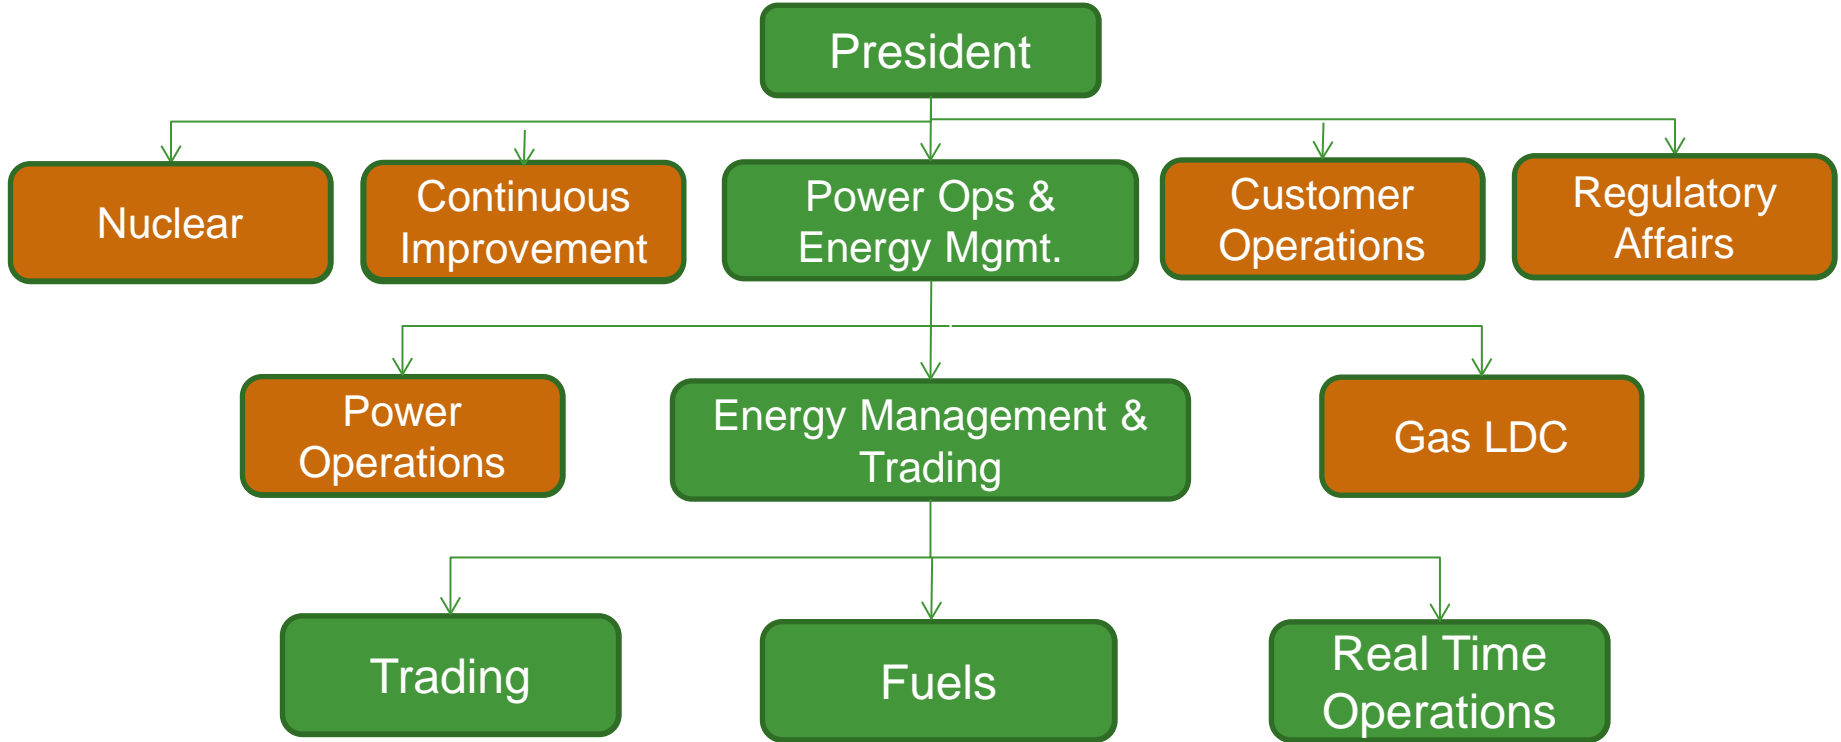 President
Nuclear
Continuous
Improvement
Power Ops &
Energy Mgmt.
Customer
Operations
Regulatory
Affairs
Power
Operations
Energy Management &
Trading
Gas LDC
Trading
Fuels
Real Time
Operations